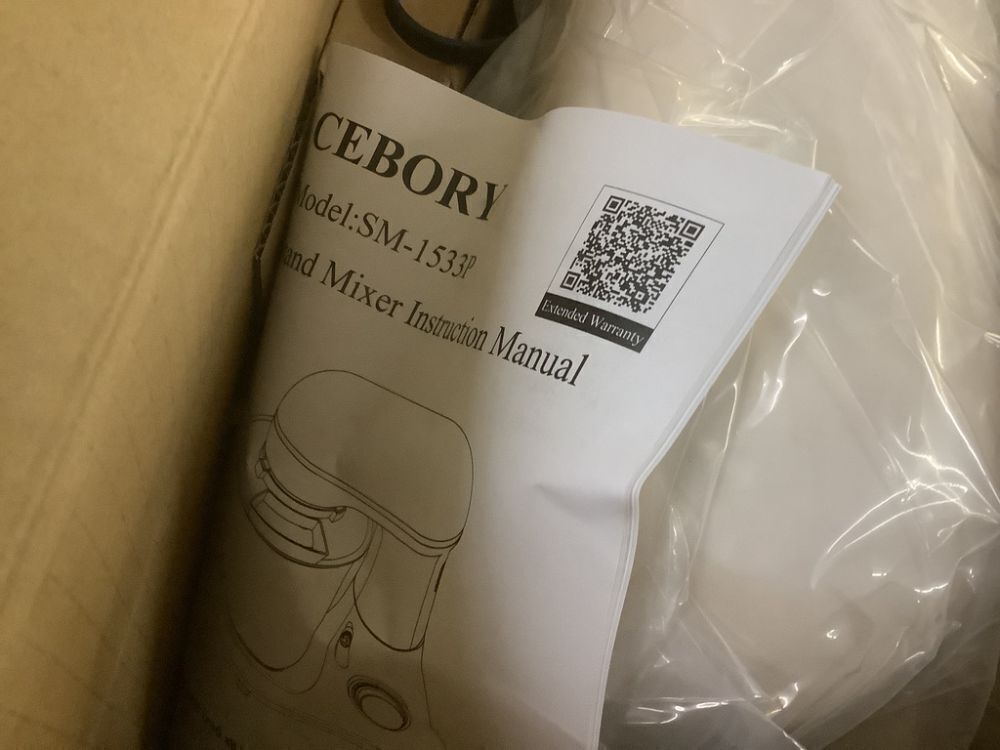 CEBORY
Model:SM-1533P
and Mixer Instruction Manual
Extended Warranty